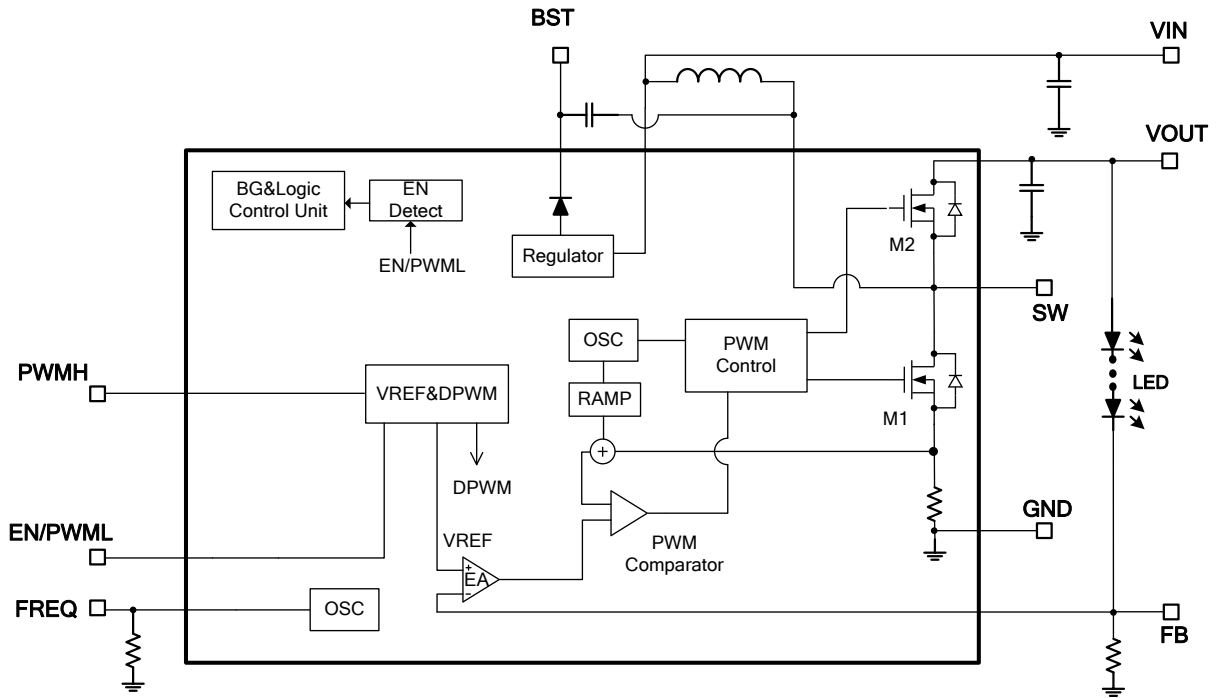 BST
VIN
VOUT
BG&Logic
Control Unit
EN
Detect
EN/PWML
Regulator
M2
SW
OSC
PWM
Control
PWMH
VREF&DPWM
RAMP
LED
M1
+
DPWM
GND
EN/PWML
VREF
PWM
Comparator
+
EA
-
FREQ
OSC
FB